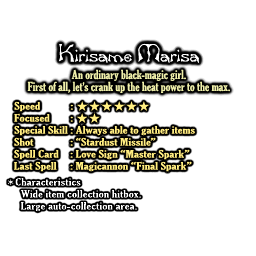 Kirisame Marisa
An ordinary black-magic girl.
First of all, let's crank up the heat power to the max.
Speed : ★★★★★★
Focused : ★★
Special Skill : Always able to gather items
Shot : "Stardust Missile"
Spell Card : Love Sign "Master Spark"
Last Spell : Magicannon "Final Spark"
＊Characteristics
Wide item collection hitbox.
Large auto-collection area.